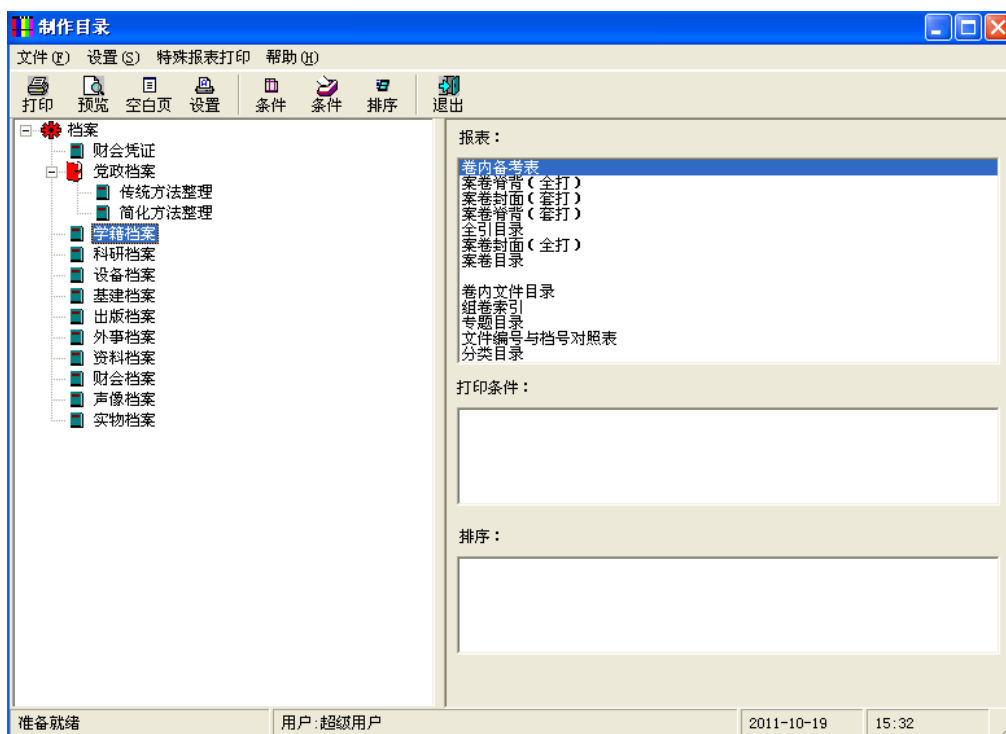 制作目录
文件(F) 设置(S) 特殊报表打印 帮助(H)
打印 预览 空白页 设置 条件 条件 排序 退出
档案
财会凭证
党政档案
传统方法整理
简化方法整理
学籍档案
科研档案
设备档案
基建档案
出版档案
外事档案
资料档案
财会档案
声像档案
实物档案
报表：
卷内备考表
案卷脊背(全打)
案卷封面(套打)
案卷脊背(套打)
全引目录
案卷封面(全打)
案卷目录
卷内文件目录
组卷索引
专题目录
文件编号与档号对照表
分类目录
打印条件：
排序：
准备就绪 用户:超级用户 2011-10-19 15:32